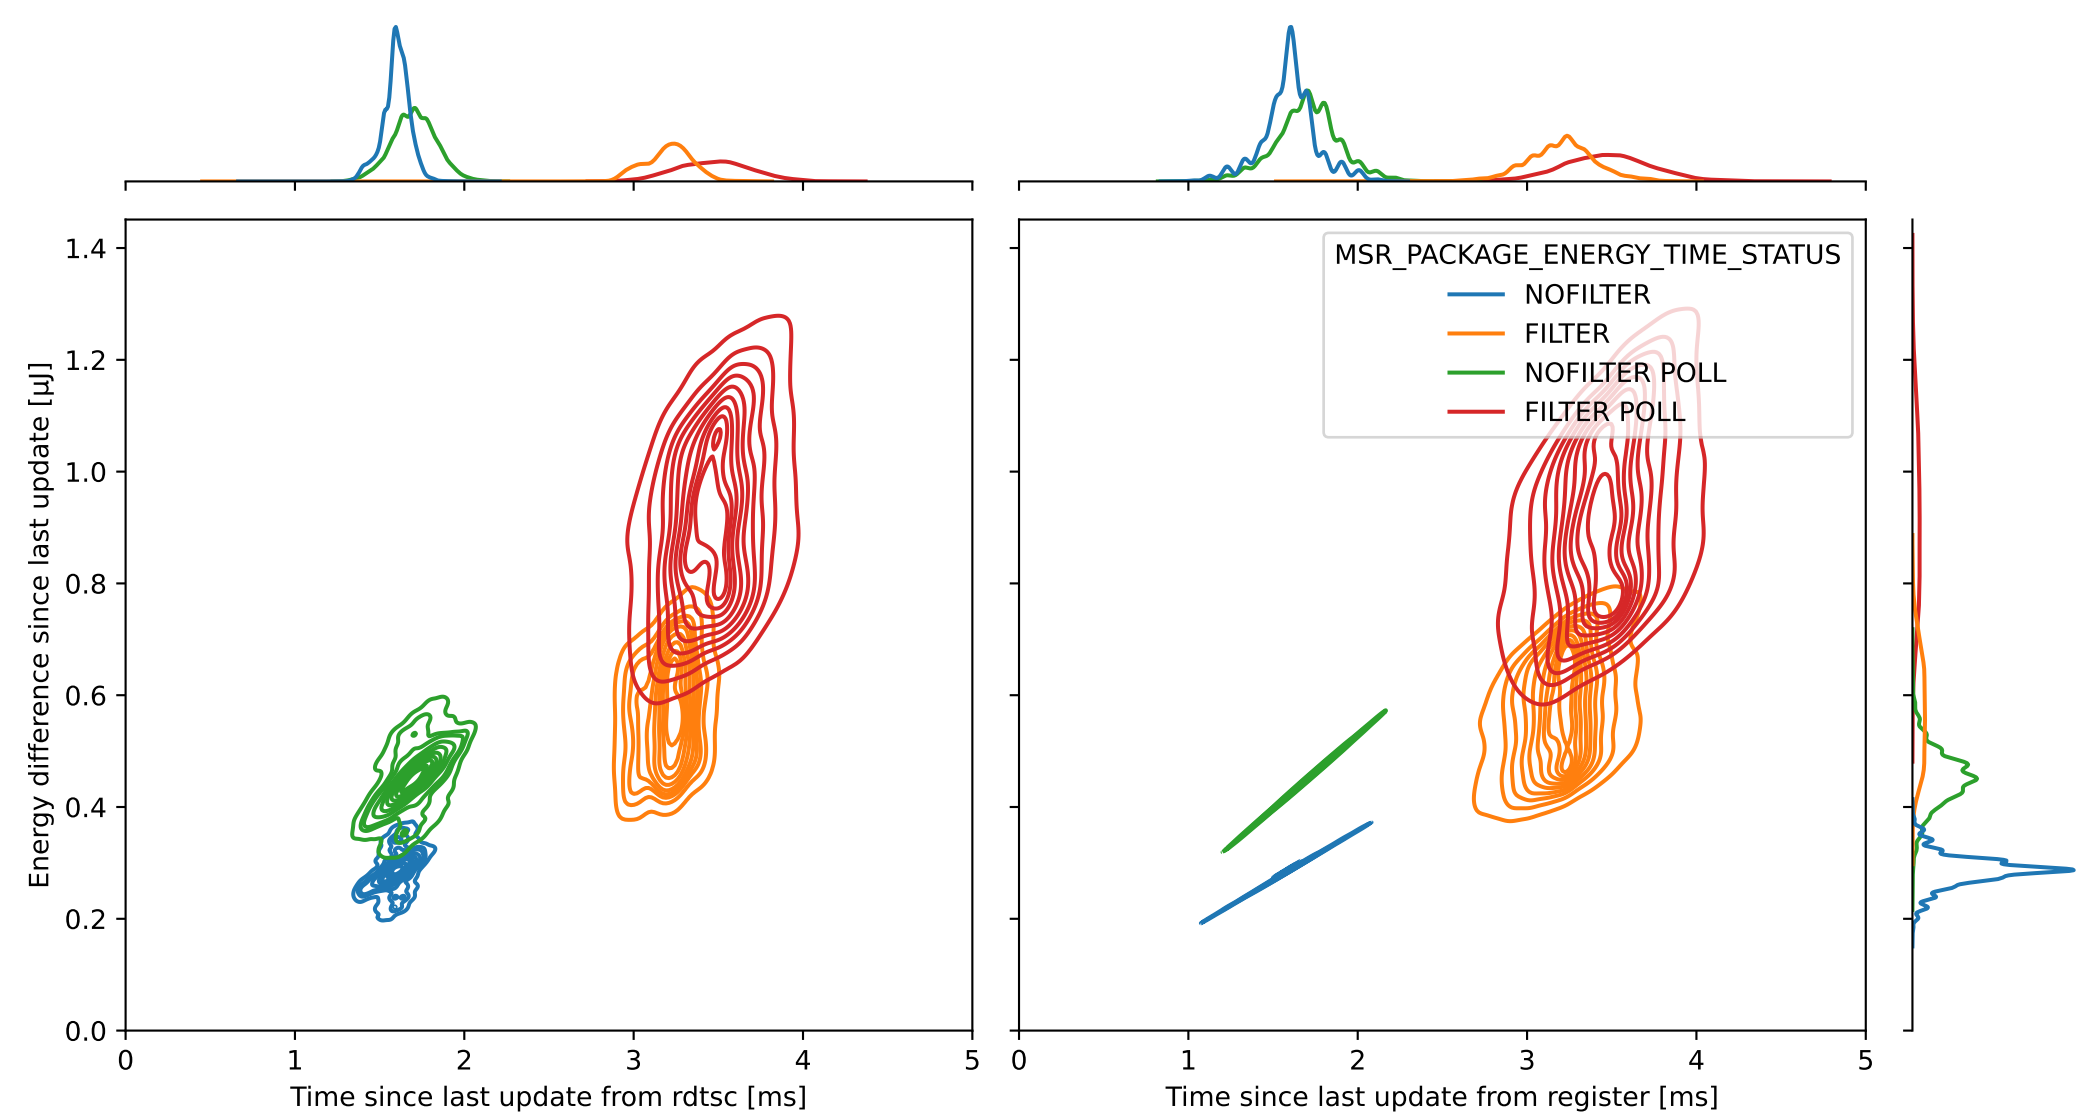 MSR_PACKAGE_ENERGY_TIME_STATUS
NOFILTER
FILTER
NOFILTER POLL
FILTER POLL
Energy difference since last update [µJ]
1.4
1.2
1.0
0.8
0.6
0.4
0.2
0.0
0 1 2 3 4 5
0 1 2 3 4 5
Time since last update from rdtsc [ms]
Time since last update from register [ms]